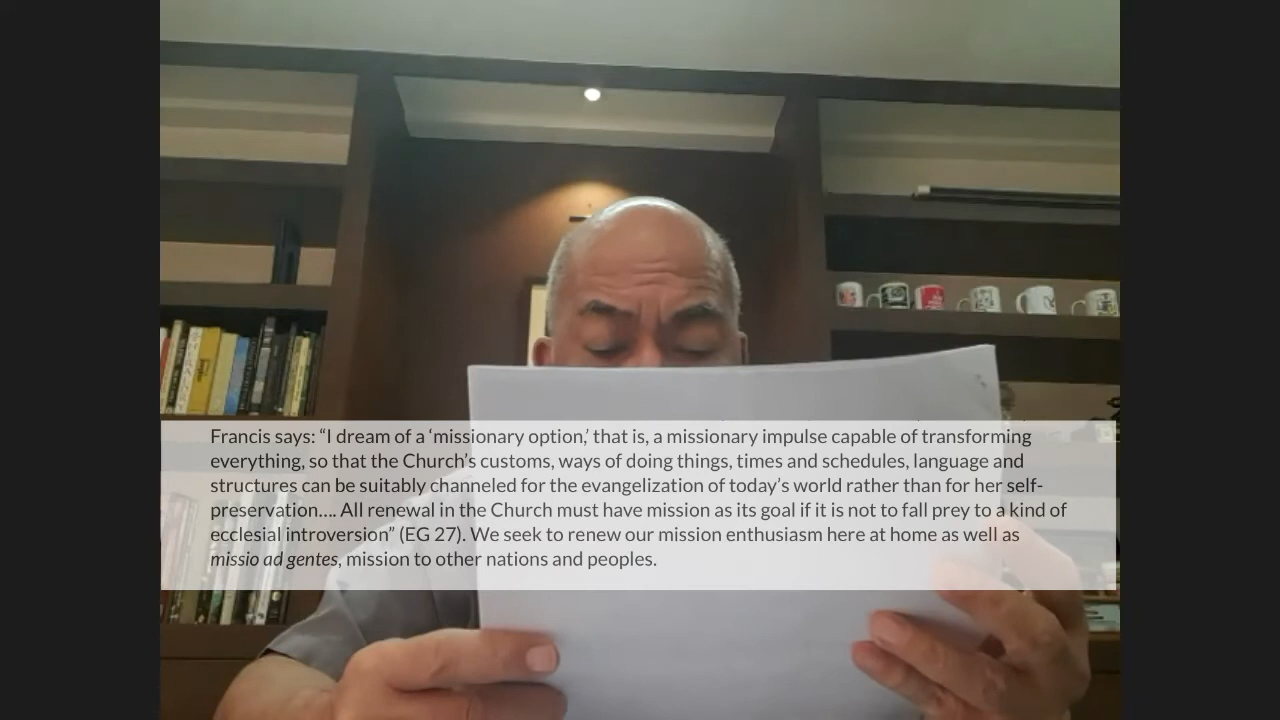 Francis says: “I dream of a ‘missionary option,’ that is, a missionary impulse capable of transforming
everything, so that the Church’s customs, ways of doing things, times and schedules, language and
structures can be suitably channeled for the evangelization of today’s world rather than for her self-
preservation…. All renewal in the Church must have mission as its goal if it is not to fall prey to a kind of
ecclesial introversion” (EG 27). We seek to renew our mission enthusiasm here at home as well as
missio ad gentes, mission to other nations and peoples.